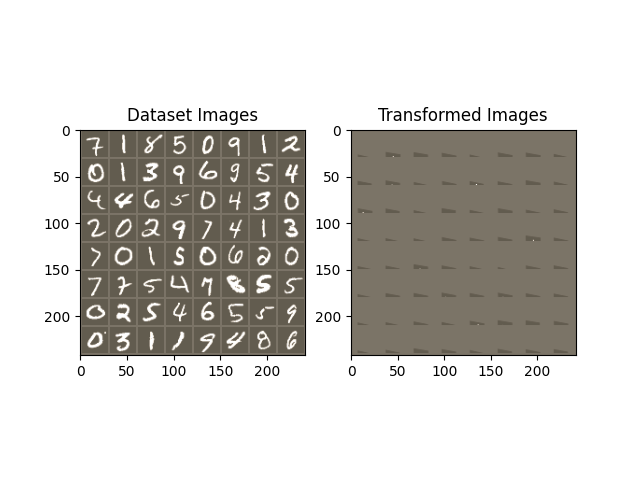 Dataset Images
Transformed Images
0
50
100
150
200
0 50 100 150 200
0
50
100
150
200
0 50 100 150 200
7 1 8 5 0 9 1 2
0 1 3 9 6 9 5 4
4 4 6 5 0 4 3 0
2 0 2 9 7 4 1 3
7 0 1 5 0 6 2 0
7 7 5 4 7 8 5 5
0 2 5 4 6 5 5 9
0 3 1 1 9 4 8 6